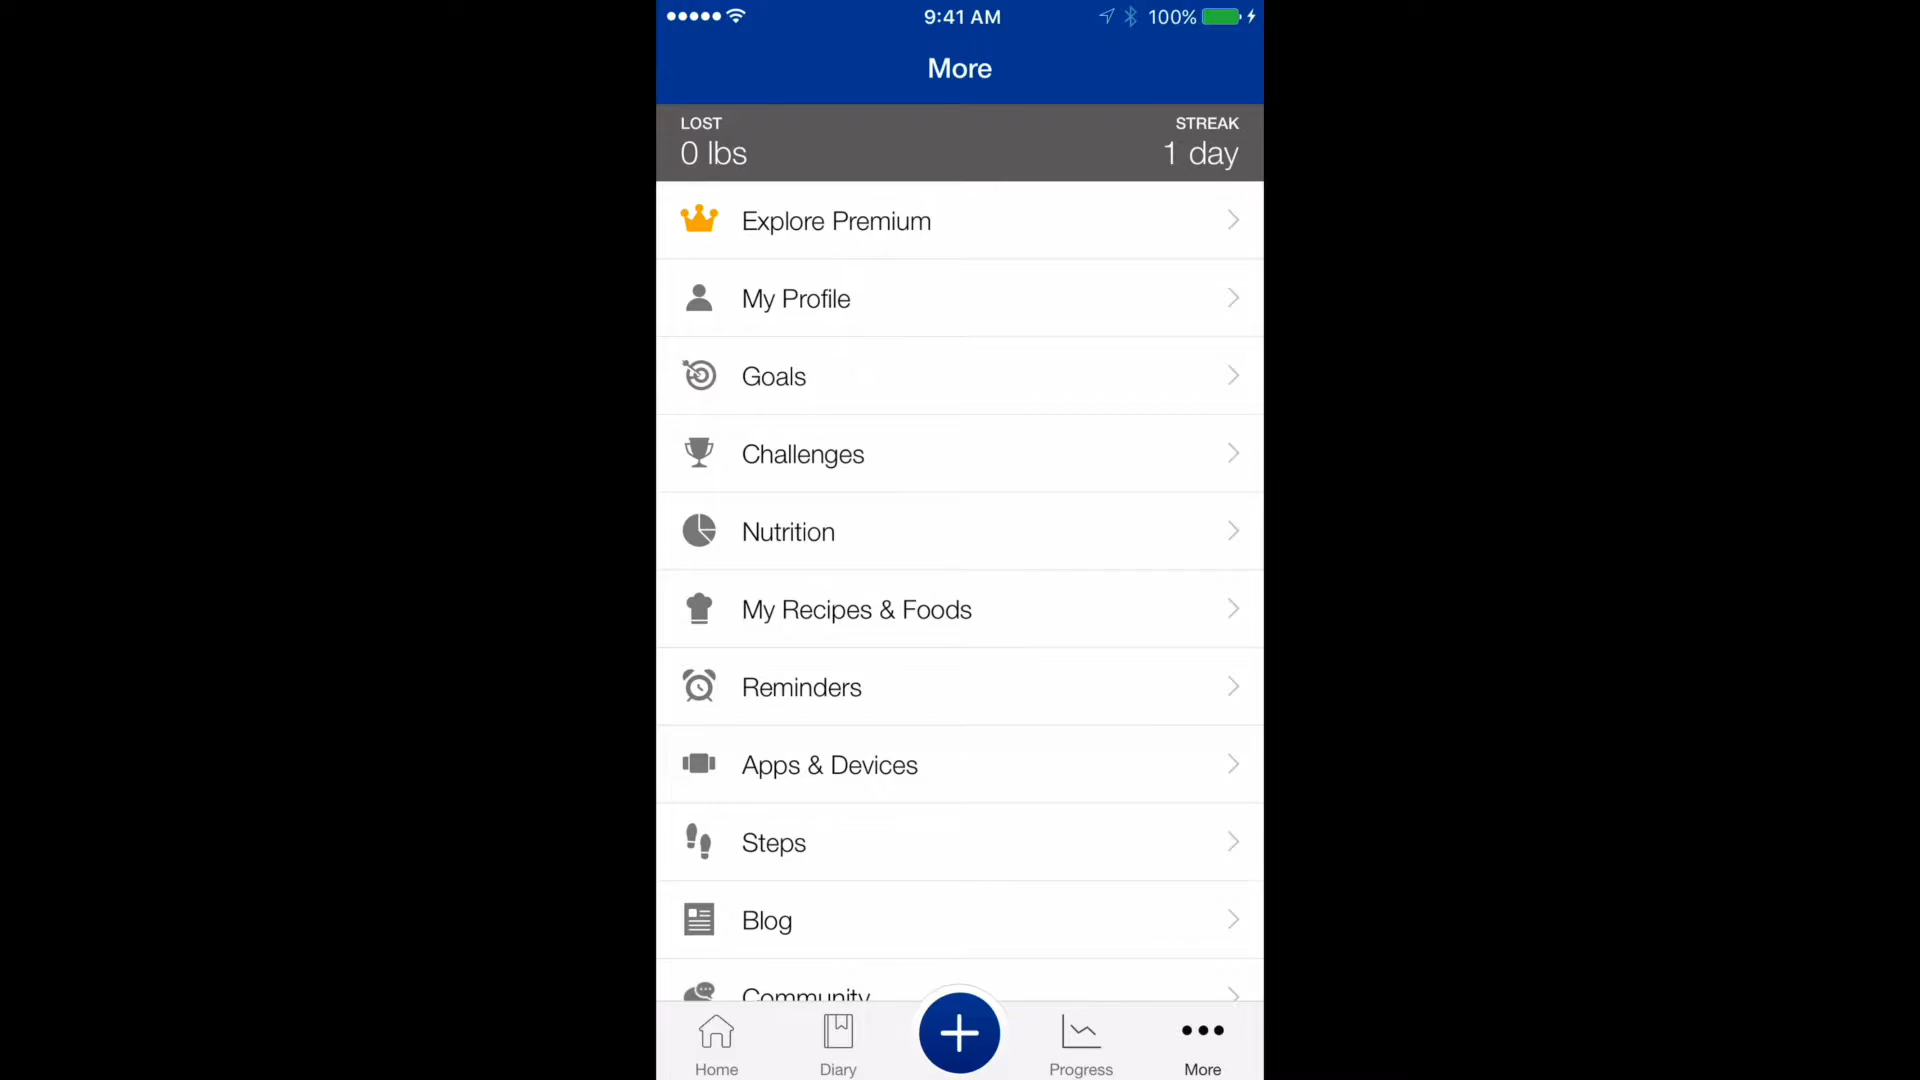 9:41 AM
100%
More
LOST
STREAK
0 lbs
1 day
Explore Premium
My Profile
Goals
Challenges
Nutrition
My Recipes & Foods
Reminders
Apps & Devices
Steps
Blog
Community
Home
Diary
Progress
More